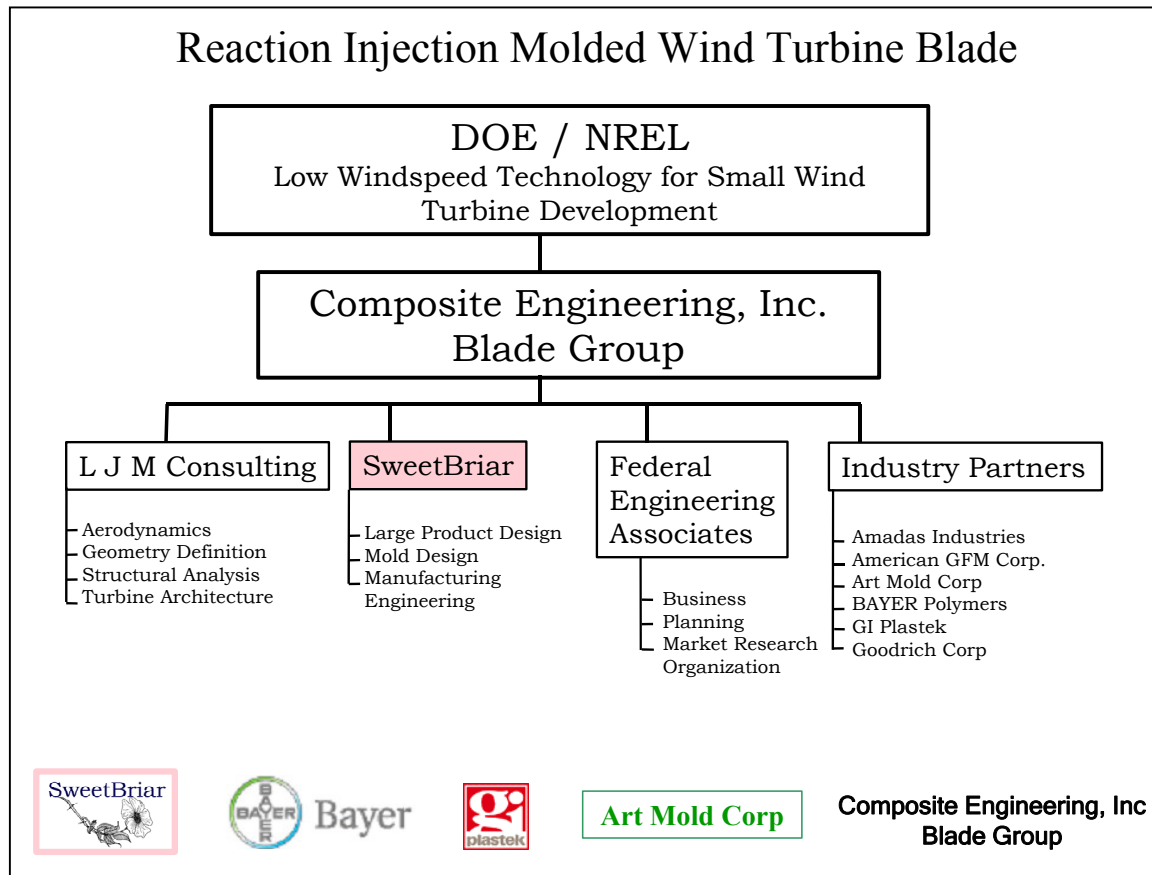 Reaction Injection Molded Wind Turbine Blade
DOE / NREL
Low Windspeed Technology for Small Wind
Turbine Development
Composite Engineering, Inc.
Blade Group
L J M Consulting
Aerodynamics
Geometry Definition
Structural Analysis
Turbine Architecture
SweetBriar
Large Product Design
Mold Design
Manufacturing
Engineering
Federal
Engineering
Associates
Business
Planning
Market Research
Organization
Industry Partners
Amadas Industries
American GFM Corp.
Art Mold Corp
BAYER Polymers
GI Plastek
Goodrich Corp
SweetBriar
BAYER
BAYER
Bayer
gi
plastek
Art Mold Corp
Composite Engineering, Inc
Blade Group